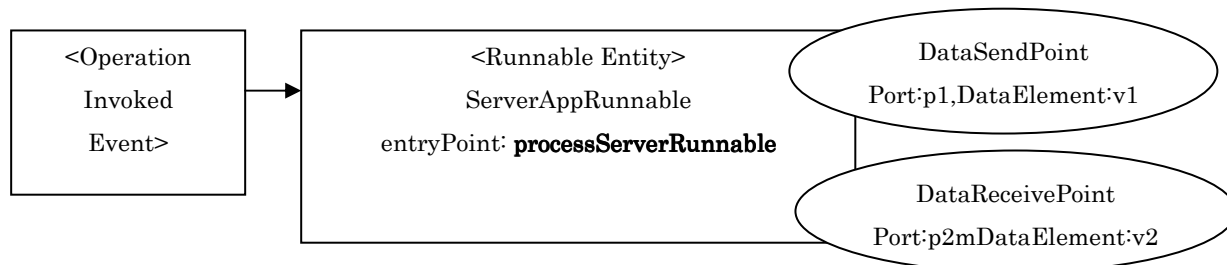 <Operation
Invoked
Event>
<Runnable Entity>
ServerAppRunnable
entryPoint: processServerRunnable
DataSendPoint
Port:p1,DataElement:v1
DataReceivePoint
Port:p2mDataElement:v2